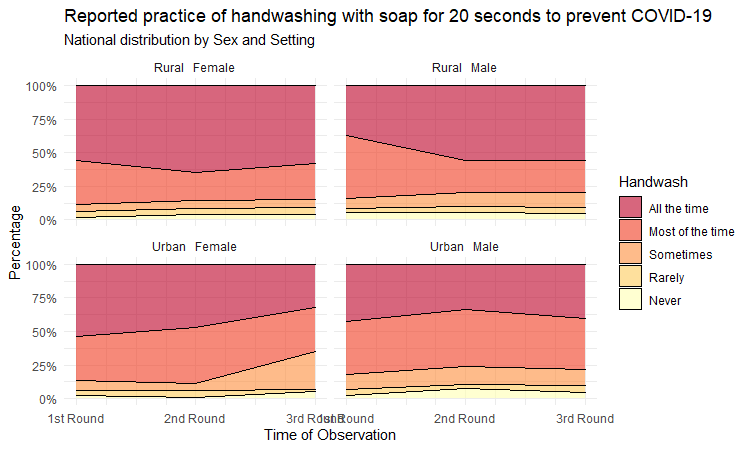 Reported practice of handwashing with soap for 20 seconds to prevent COVID-19
National distribution by Sex and Setting
Rural Female
Rural Male
100%
75%
50%
25%
0%
Urban Female
Urban Male
100%
75%
50%
25%
0%
Percentage
1st Round
2nd Round
3rd Round
1st Round
2nd Round
3rd Round
Time of Observation
Handwash
All the time
Most of the time
Sometimes
Rarely
Never